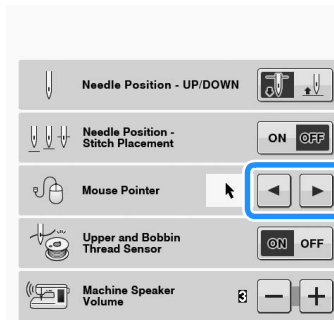 Needle Position - UP/DOWN
Needle Position -
Stitch Placement
ON OFF
Mouse Pointer
Upper and Bobbin
Thread Sensor
ON OFF
Machine Speaker
Volume
3